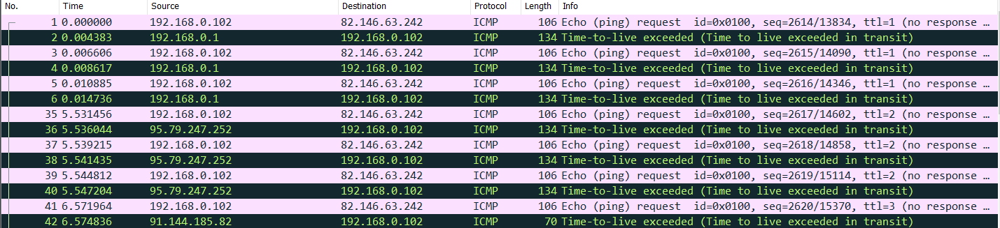 No. Time Source Destination Protocol Length Info
1 0.000000 192.168.0.102 82.146.63.242 ICMP 106 Echo (ping) request id=0x0100, seq=2614/13834, ttl=1 (no response …
2 0.004383 192.168.0.1 192.168.0.102 ICMP 134 Time-to-live exceeded (Time to live exceeded in transit)
3 0.006606 192.168.0.102 82.146.63.242 ICMP 106 Echo (ping) request id=0x0100, seq=2615/14090, ttl=1 (no response …
4 0.008617 192.168.0.1 192.168.0.102 ICMP 134 Time-to-live exceeded (Time to live exceeded in transit)
5 0.010885 192.168.0.102 82.146.63.242 ICMP 106 Echo (ping) request id=0x0100, seq=2616/14346, ttl=1 (no response …
6 0.014736 192.168.0.1 192.168.0.102 ICMP 134 Time-to-live exceeded (Time to live exceeded in transit)
35 5.531456 192.168.0.102 82.146.63.242 ICMP 106 Echo (ping) request id=0x0100, seq=2617/14602, ttl=2 (no response …
36 5.536044 95.79.247.252 192.168.0.102 ICMP 134 Time-to-live exceeded (Time to live exceeded in transit)
37 5.539215 192.168.0.102 82.146.63.242 ICMP 106 Echo (ping) request id=0x0100, seq=2618/14858, ttl=2 (no response …
38 5.541435 95.79.247.252 192.168.0.102 ICMP 134 Time-to-live exceeded (Time to live exceeded in transit)
39 5.544812 192.168.0.102 82.146.63.242 ICMP 106 Echo (ping) request id=0x0100, seq=2619/15114, ttl=2 (no response …
40 5.547204 95.79.247.252 192.168.0.102 ICMP 134 Time-to-live exceeded (Time to live exceeded in transit)
41 6.571964 192.168.0.102 82.146.63.242 ICMP 106 Echo (ping) request id=0x0100, seq=2620/15370, ttl=3 (no response …
42 6.574836 91.144.185.82 192.168.0.102 ICMP 70 Time-to-live exceeded (Time to live exceeded in transit)